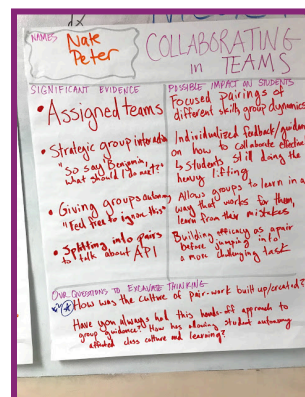 NAMES
Nate
Peter
COLLABORATING
in TEAMS
SIGNIFICANT EVIDENCE
• Assigned teams
• Strategic group interaction
"So say Benjamin,
what should I do next?"
• Giving groups autonomy
"Feel free to ignore this"
• Splitting into pairs
to talk about API
POSSIBLE IMPACT ON STUDENTS
Focused pairings of
different skills group dynamics
Individualized feedback/guidance
on how to collaborate effective
↳ Students still doing the
heavy lifting
Allow groups to learn in a
way that works for them,
learn from their mistakes
Building efficacy as a pair
before jumping into
a more challenging task
OUR QUESTIONS TO EXCAVATE THINKING
How was the culture of pair-work built up/created?
Have you always had this hands-off approach to
group guidance? How has allowing student autonomy
affected class culture and learning?